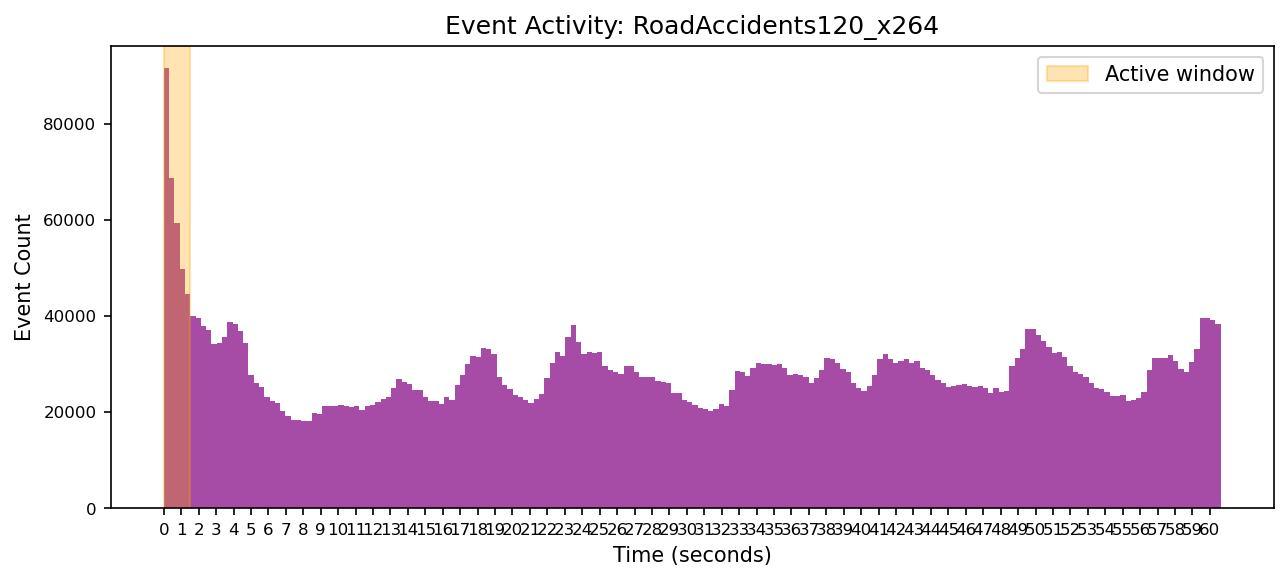 Event Activity: RoadAccidents120_x264
Active window
Event Count
80000
60000
40000
20000
0
0 1 2 3 4 5 6 7 8 9 10 11 12 13 14 15 16 17 18 19 20 21 22 23 24 25 26 27 28 29 30 31 32 33 34 35 36 37 38 39 40 41 42 43 44 45 46 47 48 49 50 51 52 53 54 55 56 57 58 59 60
Time (seconds)